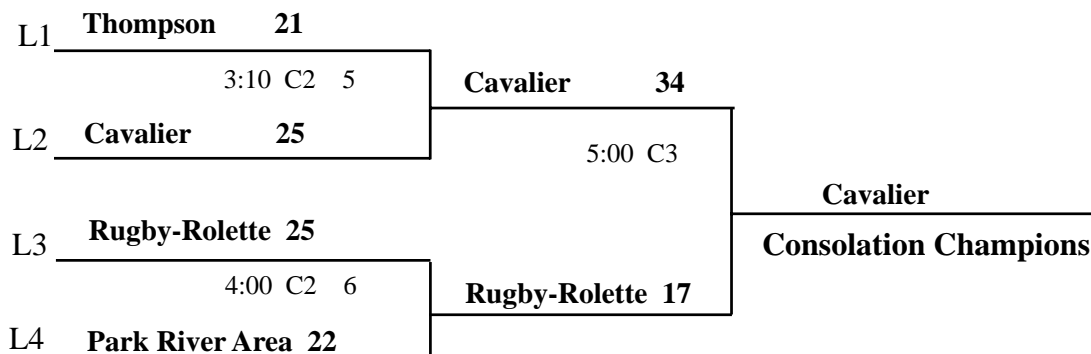 L1 Thompson 21
3:10 C2 5
Cavalier 34
L2 Cavalier 25
5:00 C3
Cavalier
L3 Rugby-Rolette 25
Consolation Champions
4:00 C2 6
Rugby-Rolette 17
L4 Park River Area 22